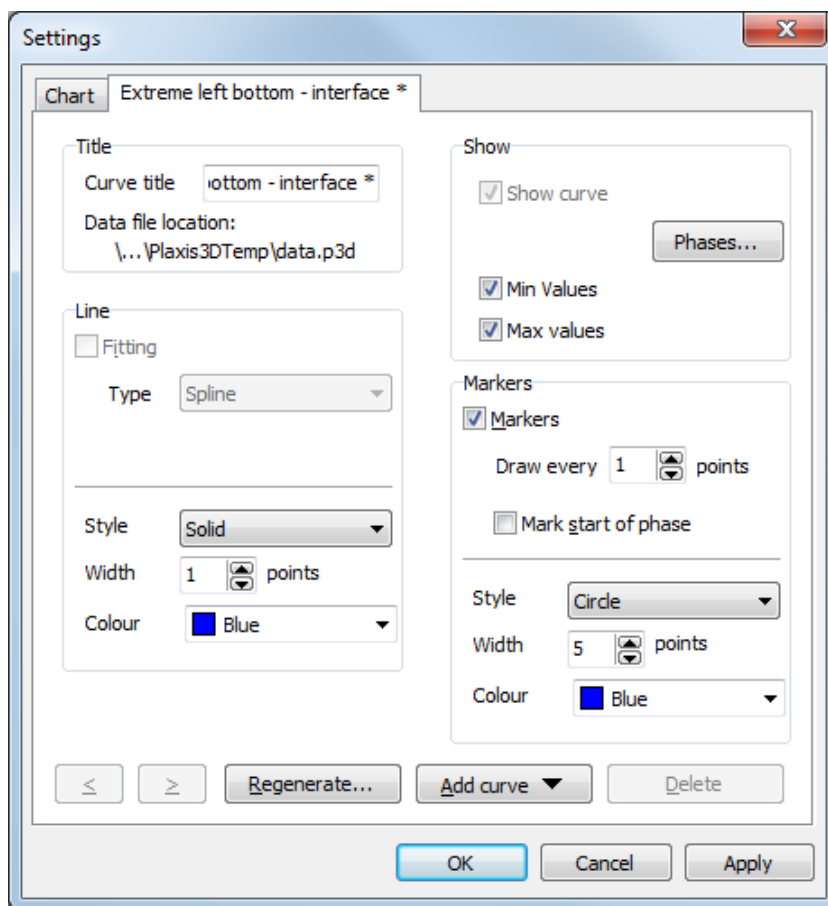 Settings
X
Chart
Extreme left bottom - interface *
Title
Curve title
ottom - interface *
Data file location:
\...\Plaxis3DTemp\data.p3d
Line
Fitting
Type
Spline
Style
Solid
Width
1
points
Colour
Blue
Show
Show curve
Phases...
Min Values
Max values
Markers
Markers
Draw every
1
points
Mark start of phase
Style
Circle
Width
5
points
Colour
Blue
<
>
Regenerate...
Add curve
Delete
OK
Cancel
Apply